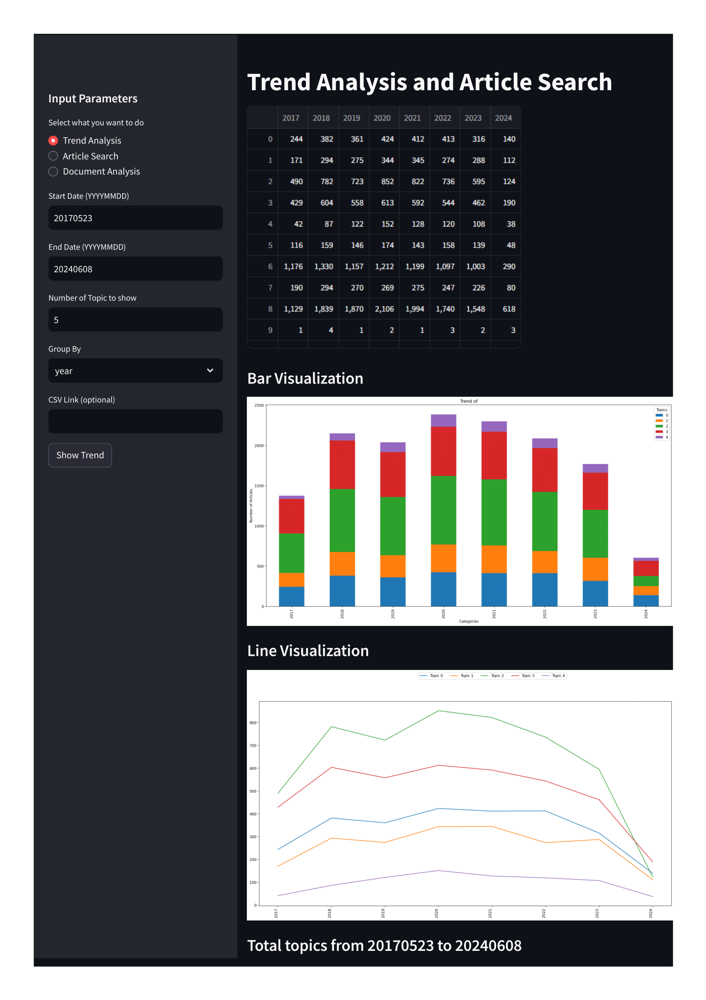 Input Parameters
Select what you want to do
Trend Analysis
Article Search
Document Analysis
Start Date (YYYYMMDD)
20170523
End Date (YYYYMMDD)
20240608
Number of Topic to show
5
Group By
year
CSV Link (optional)
Show Trend
Trend Analysis and Article Search
2017 2018 2019 2020 2021 2022 2023 2024
0 244 382 361 424 412 413 316 140
1 171 294 275 344 345 274 288 112
2 490 782 723 852 822 736 595 124
3 429 604 558 613 592 544 462 190
4 42 87 122 152 128 120 108 38
5 116 159 146 174 143 158 139 48
6 1,176 1,330 1,157 1,212 1,199 1,097 1,003 290
7 190 294 270 269 275 247 226 80
8 1,129 1,839 1,870 2,106 1,994 1,740 1,548 618
9 1 4 1 2 1 3 2 3
Bar Visualization
Trend of
Topics
0
1
2
3
4
Number of Articles
2500
2000
1500
1000
500
0
2017 2018 2019 2020 2021 2022 2023 2024
Categories
Line Visualization
Topic 0 Topic 1 Topic 2 Topic 3 Topic 4
800
700
600
500
400
300
200
100
0
2017 2018 2019 2020 2021 2022 2023 2024
Total topics from 20170523 to 20240608